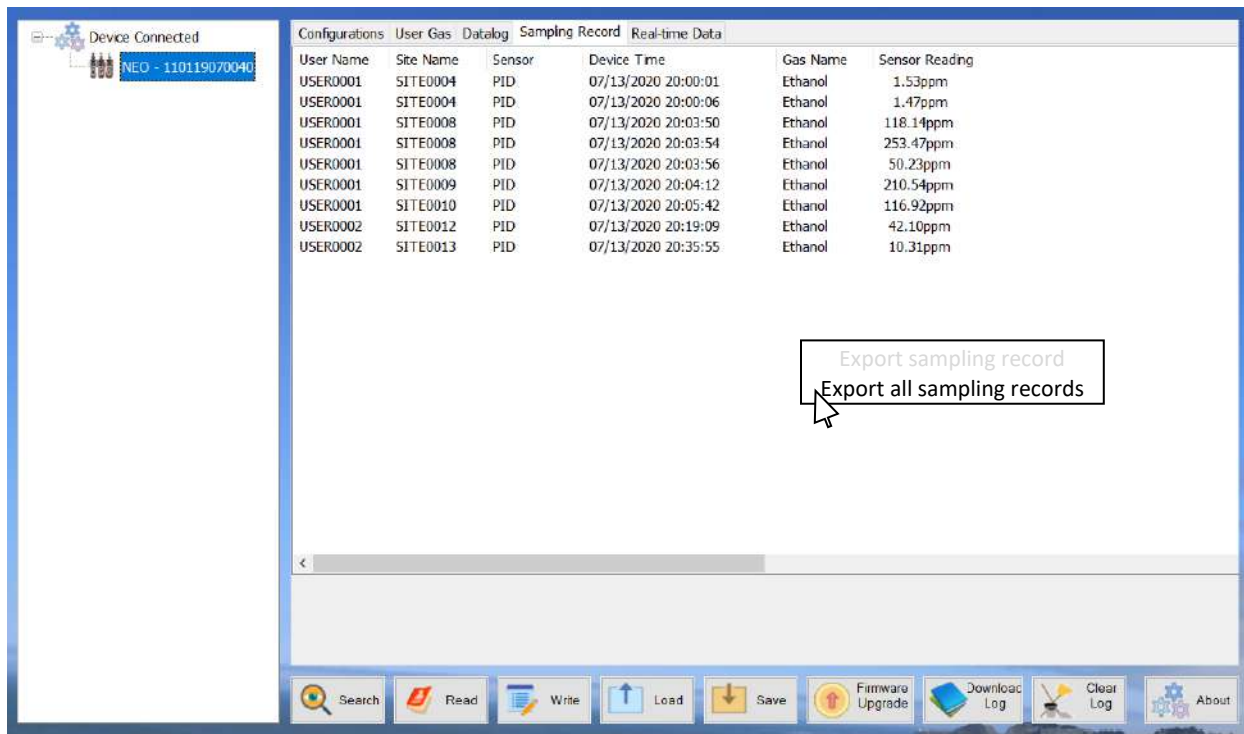 Device Connected
NEO - 110119070040
Configurations User Gas Datalog Sampling Record Real-time Data
User Name Site Name Sensor Device Time Gas Name Sensor Reading
USER0001 SITE0004 PID 07/13/2020 20:00:01 Ethanol 1.53ppm
USER0001 SITE0004 PID 07/13/2020 20:00:06 Ethanol 1.47ppm
USER0001 SITE0008 PID 07/13/2020 20:03:50 Ethanol 118.14ppm
USER0001 SITE0008 PID 07/13/2020 20:03:54 Ethanol 253.47ppm
USER0001 SITE0008 PID 07/13/2020 20:03:56 Ethanol 50.23ppm
USER0001 SITE0009 PID 07/13/2020 20:04:12 Ethanol 210.54ppm
USER0001 SITE0010 PID 07/13/2020 20:05:42 Ethanol 116.92ppm
USER0002 SITE0012 PID 07/13/2020 20:19:09 Ethanol 42.10ppm
USER0002 SITE0013 PID 07/13/2020 20:35:55 Ethanol 10.31ppm
Export sampling record
Export all sampling records
Search
Read
Write
Load
Save
Firmware
Upgrade
Download
Log
Clear
Log
About